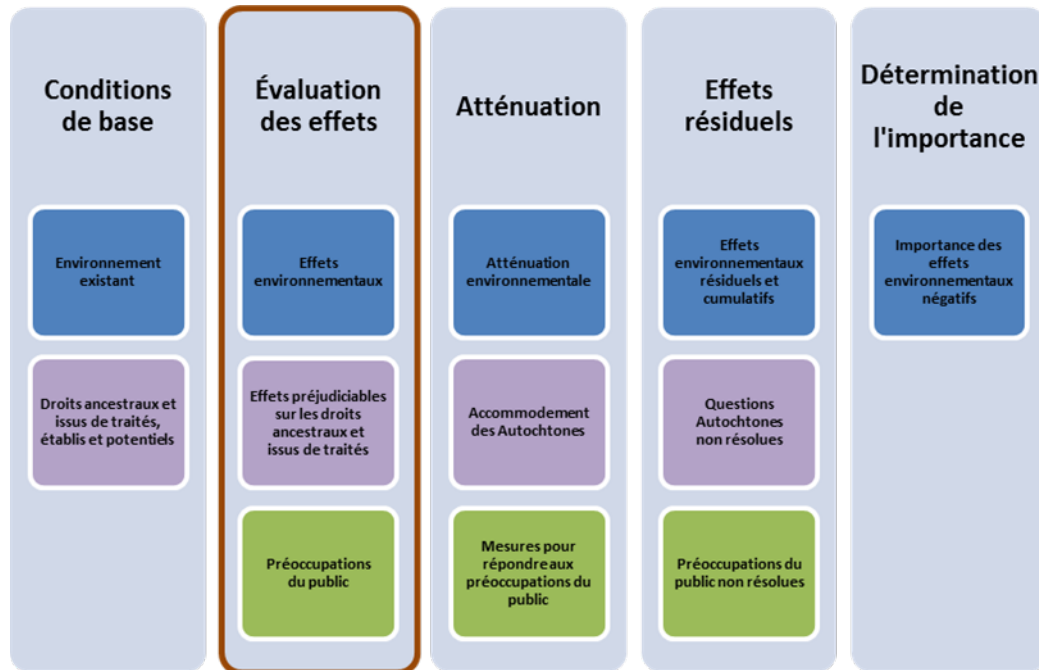 Conditions
de base
Environnement
existant
Droits ancestraux et
issus de traités,
établis et potentiels
Évaluation
des effets
Effets
environnementaux
Effets préjudiciables
sur les droits
ancestraux et
issus de traités
Préoccupations
du public
Atténuation
Atténuation
environnementale
Accommodement
des Autochtones
Mesures pour
répondre aux
préoccupations du
public
Effets
résiduels
Effets
environnementaux
résiduels et
cumulatifs
Questions
Autochtones
non résolues
Préoccupations du
public non résolues
Détermination
de
l'importance
Importance des
effets
environnementaux
négatifs